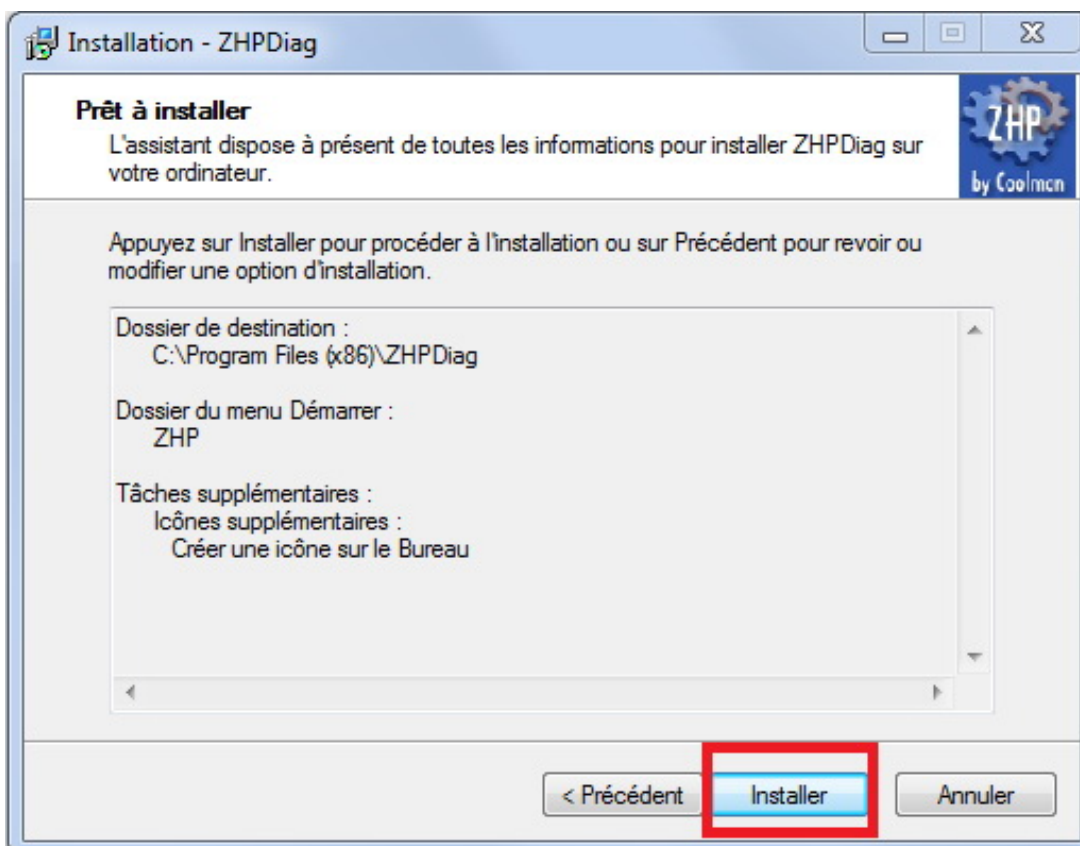 Installation - ZHPDiag
Prêt à installer
L'assistant dispose à présent de toutes les informations pour installer ZHPDiag sur
votre ordinateur.
ZHP
by Coolman
Appuyez sur Installer pour procéder à l'installation ou sur Précédent pour revoir ou
modifier une option d'installation.
Dossier de destination :
C:\Program Files (x86)\ZHPDiag
Dossier du menu Démarrer :
ZHP
Tâches supplémentaires :
Icônes supplémentaires :
Créer une icône sur le Bureau
< Précédent
Installer
Annuler